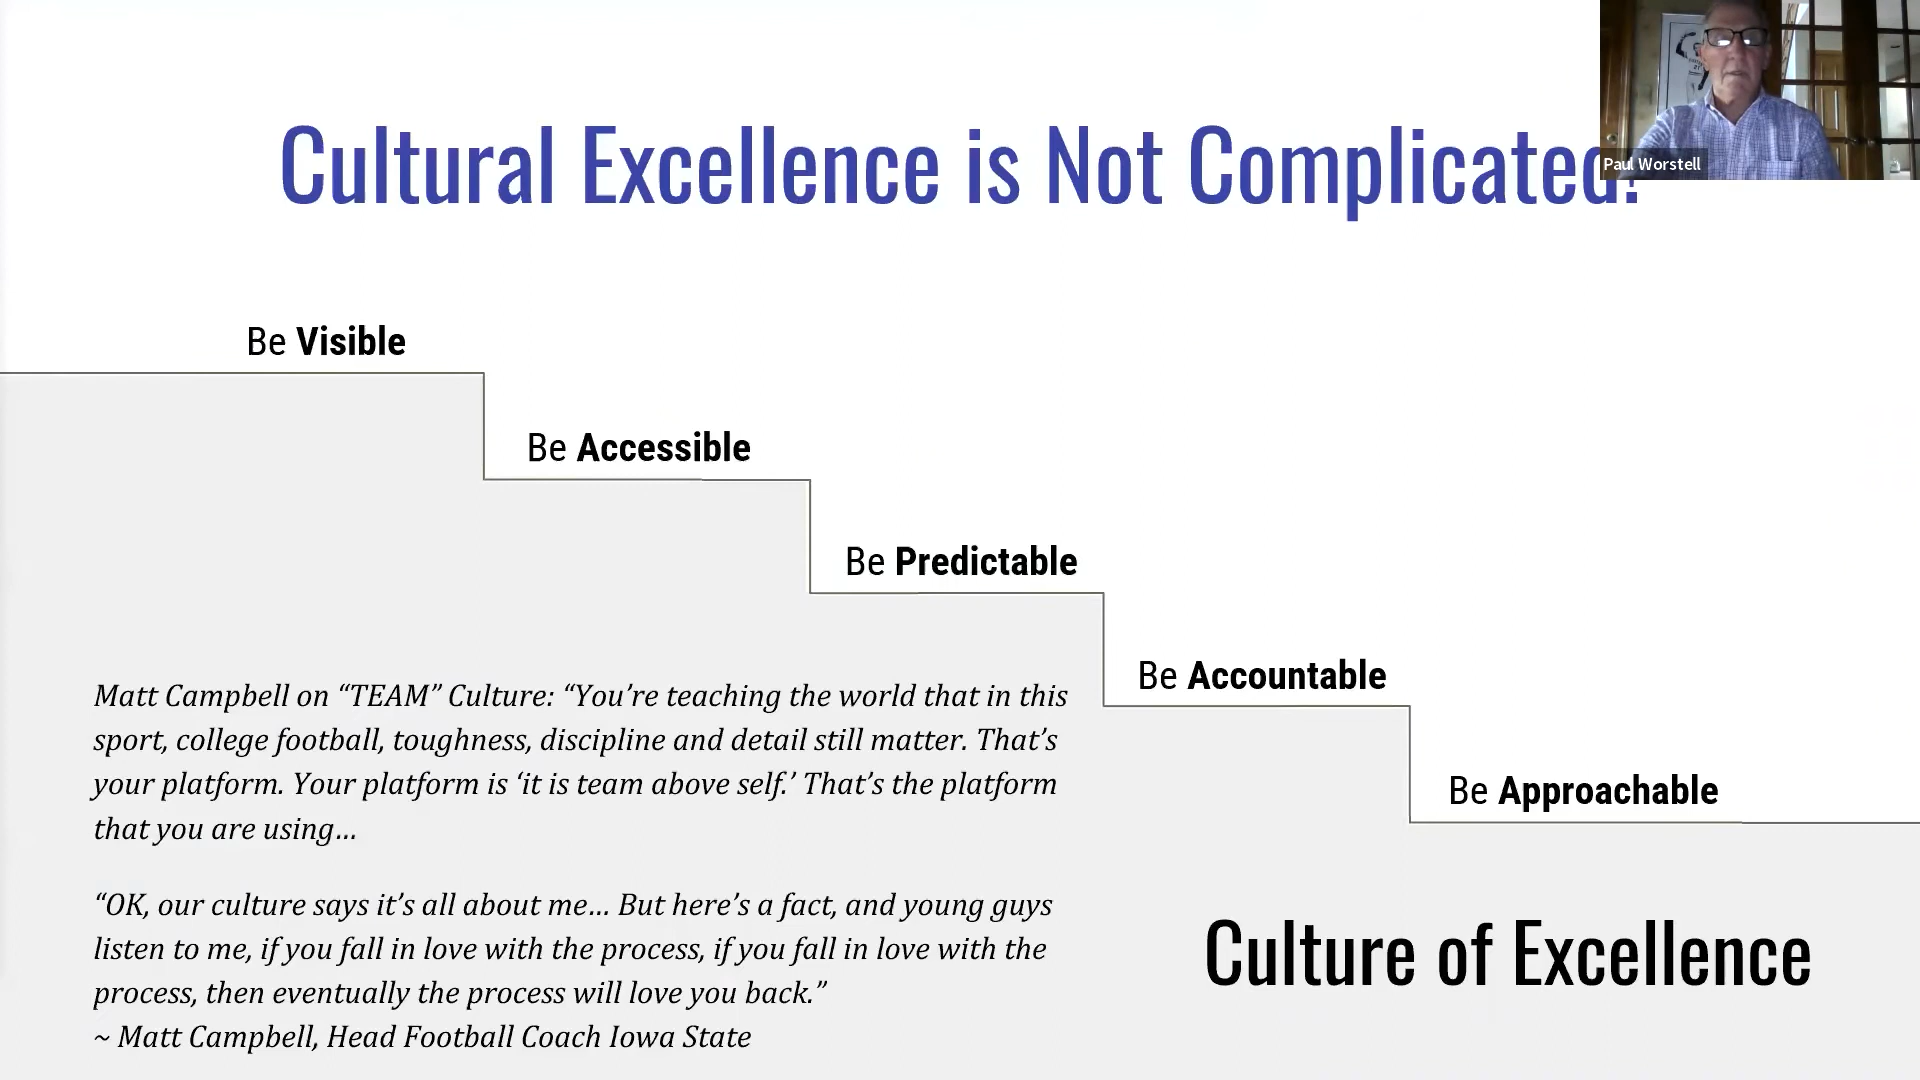 Cultural Excellence is Not Complicated!
Paul Worstell
Be Visible
Be Accessible
Be Predictable
Be Accountable
Be Approachable
Matt Campbell on “TEAM” Culture: “You’re teaching the world that in this
sport, college football, toughness, discipline and detail still matter. That’s
your platform. Your platform is ‘it is team above self.’ That’s the platform
that you are using…
“OK, our culture says it’s all about me… But here’s a fact, and young guys
listen to me, if you fall in love with the process, if you fall in love with the
process, then eventually the process will love you back.”
~ Matt Campbell, Head Football Coach Iowa State
Culture of Excellence